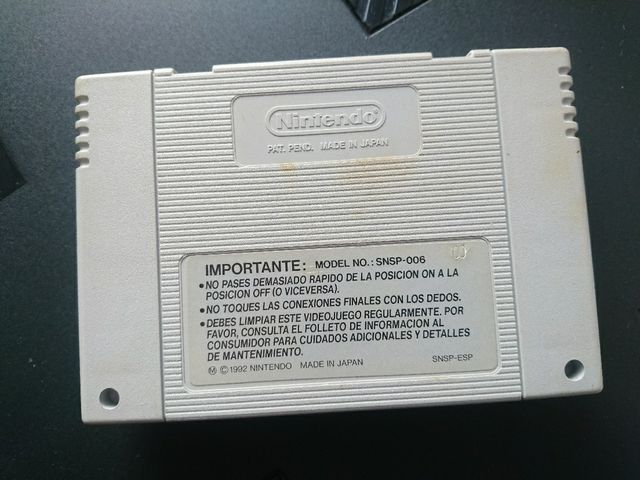 Nintendo
PAT. PEND. MADE IN JAPAN
IMPORTANTE: MODEL NO.: SNSP-006
•NO PASES DEMASIADO RAPIDO DE LA POSICION ON A LA
POSICION OFF (O VICEVERSA).
•NO TOQUES LAS CONEXIONES FINALES CON LOS DEDOS.
•DEBES LIMPIAR ESTE VIDEOJUEGO REGULARMENTE. POR
FAVOR, CONSULTA EL FOLLETO DE INFORMACION AL
CONSUMIDOR PARA CUIDADOS ADICIONALES Y DETALLES
DE MANTENIMIENTO.
Ⓜ © 1992 NINTENDO MADE IN JAPAN SNSP-ESP